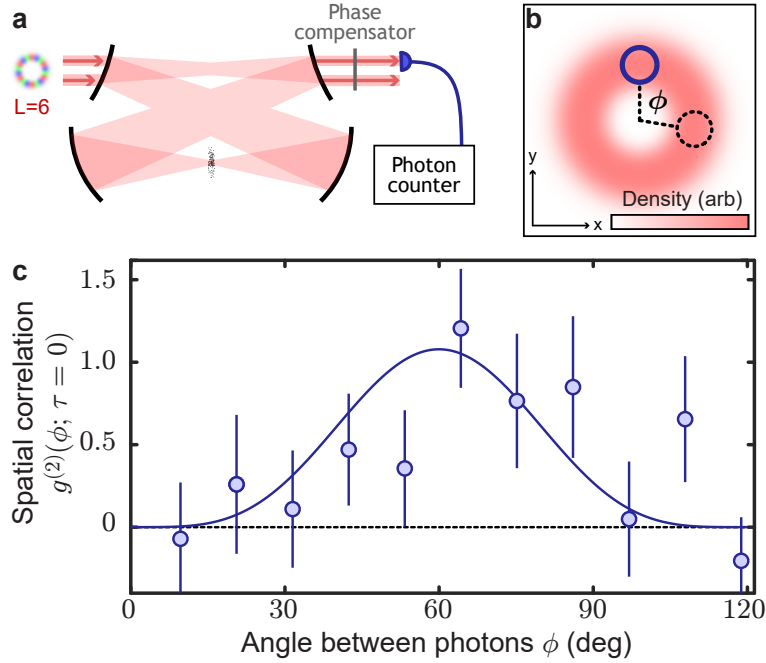 a
Phase
compensator
L=6
Photon
counter
b
ϕ
y
x
Density (arb)
c
Spatial correlation
g(2)(ϕ; τ = 0)
1.5
1.0
0.5
0
0
30
60
90
120
Angle between photons ϕ (deg)